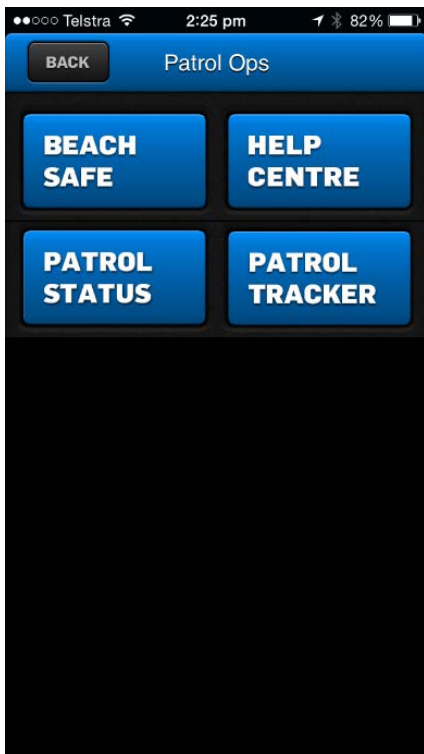 Telstra 2:25 pm 82%
BACK Patrol Ops
BEACH
SAFE
HELP
CENTRE
PATROL
STATUS
PATROL
TRACKER